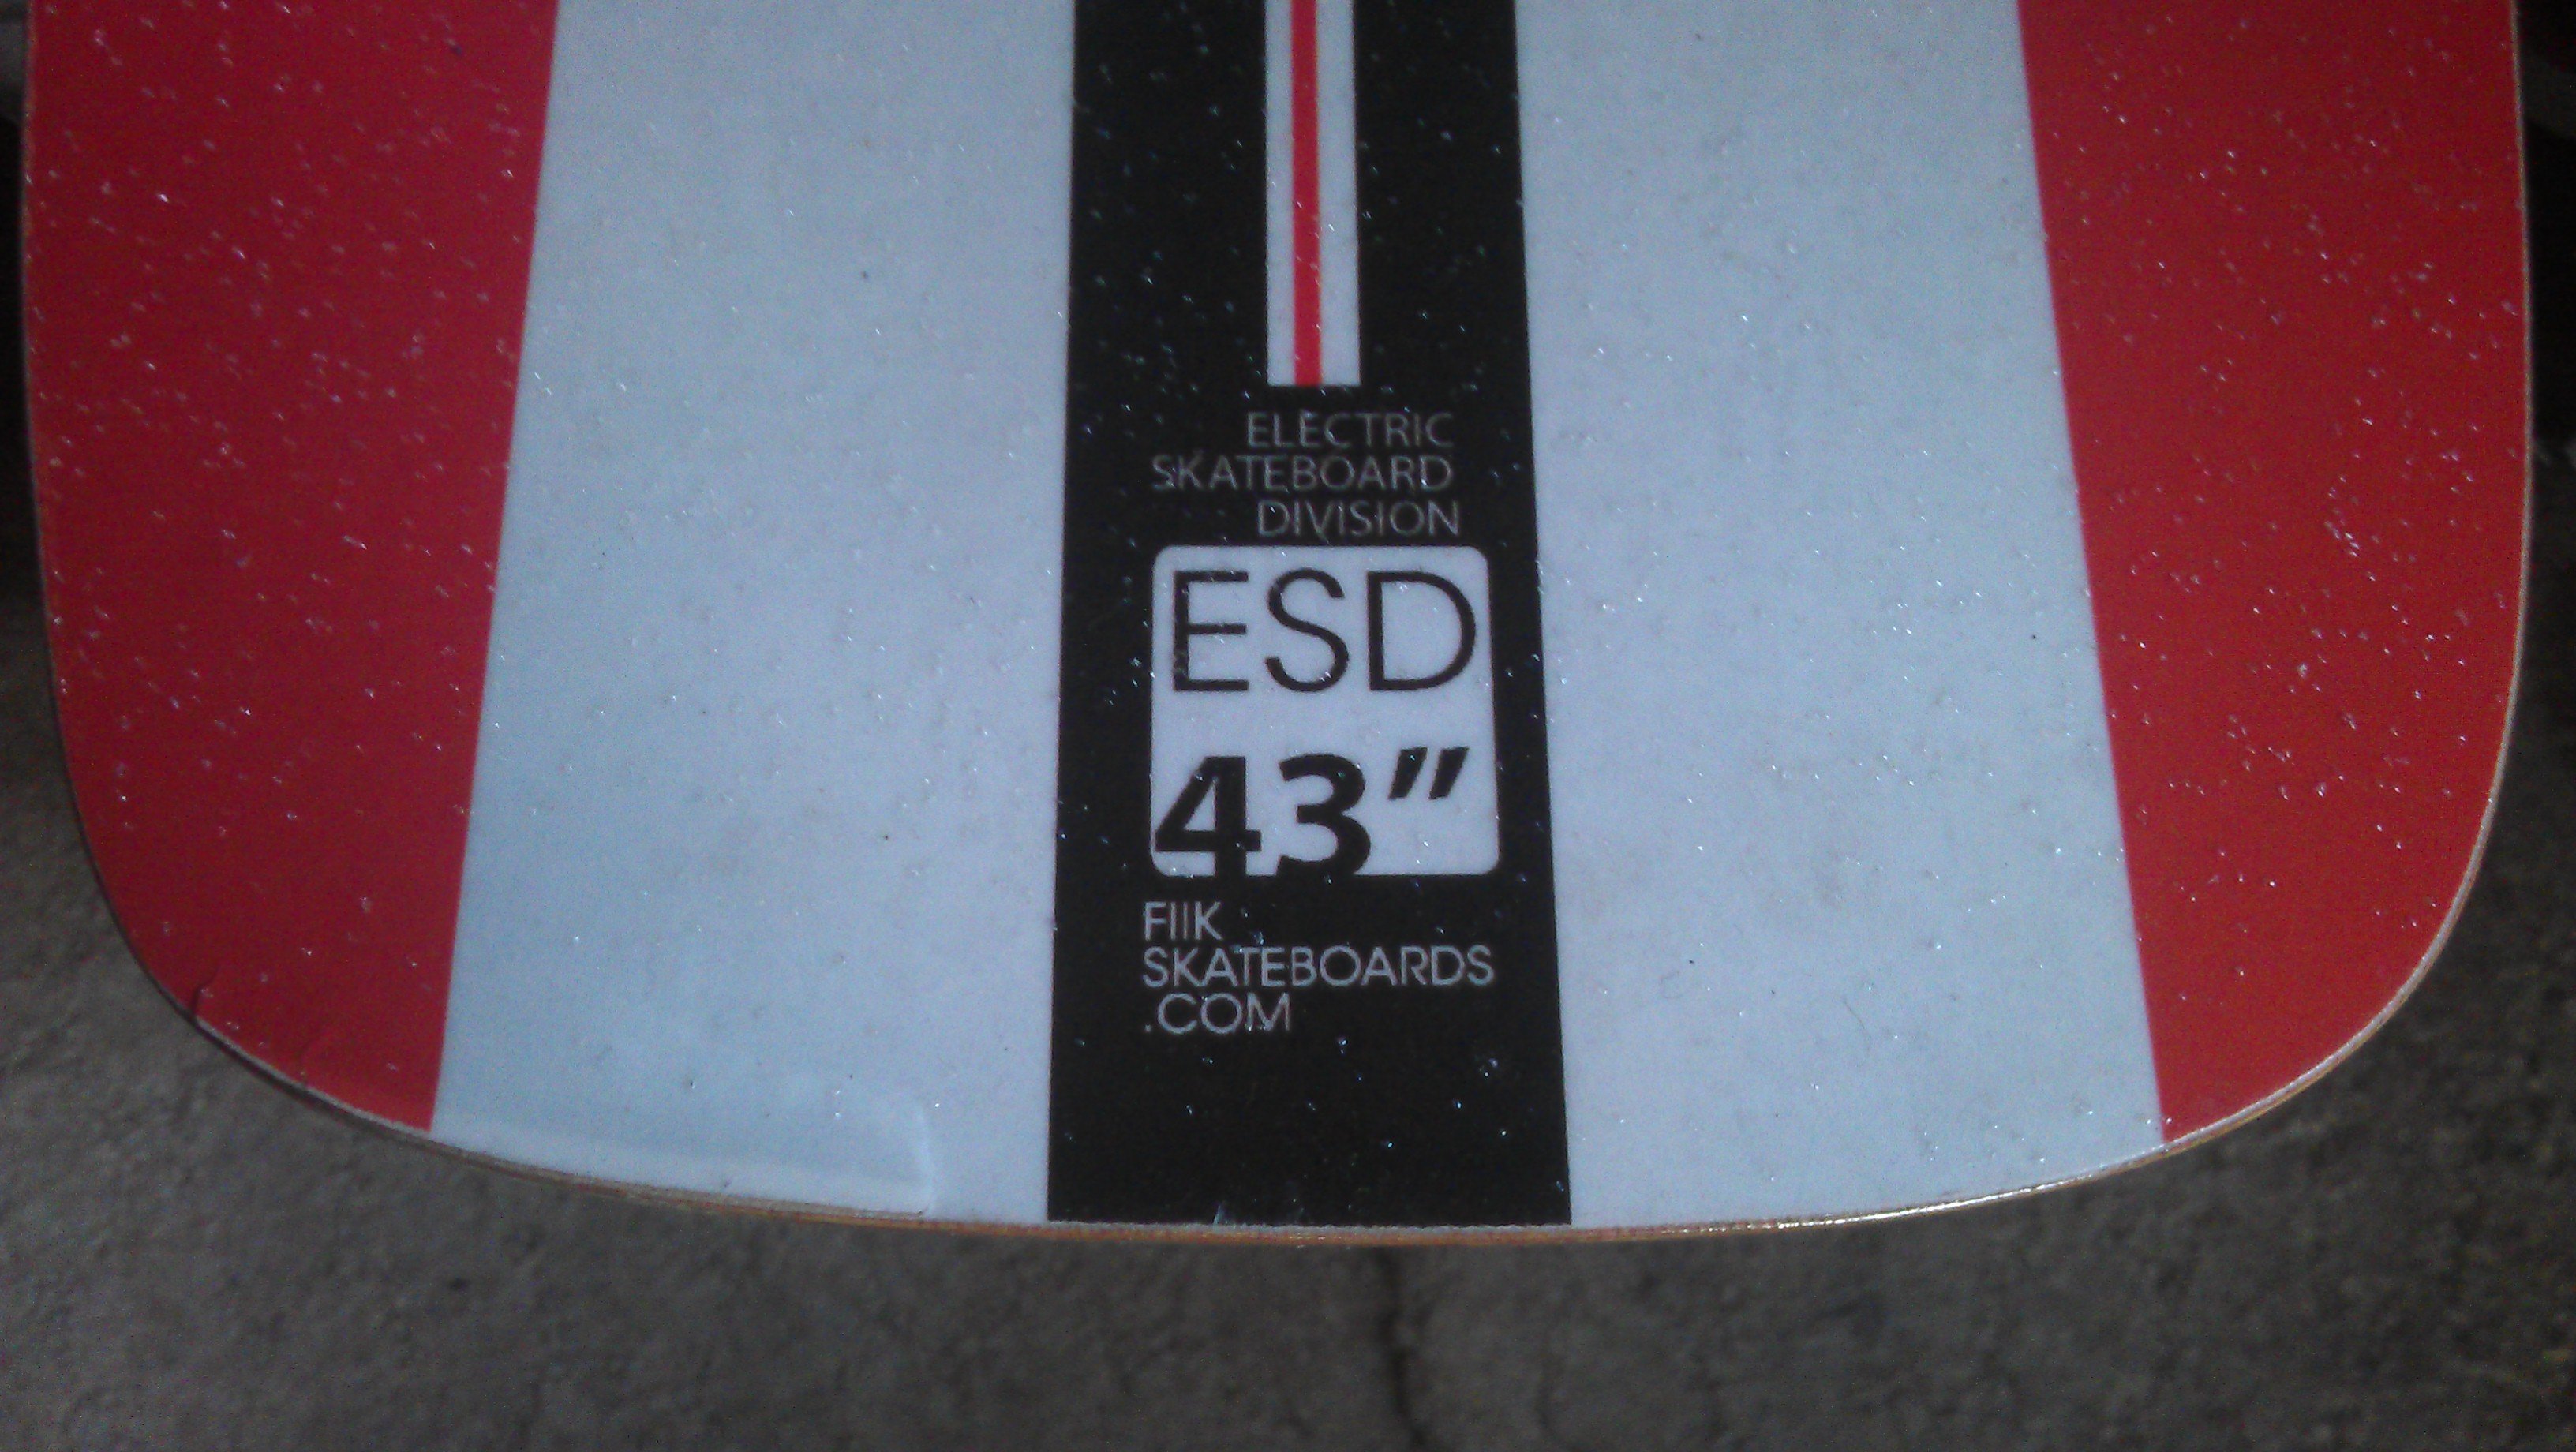 ELECTRIC
SKATEBOARD
DIVISION
ESD
43”
FIIK
SKATEBOARDS
.COM